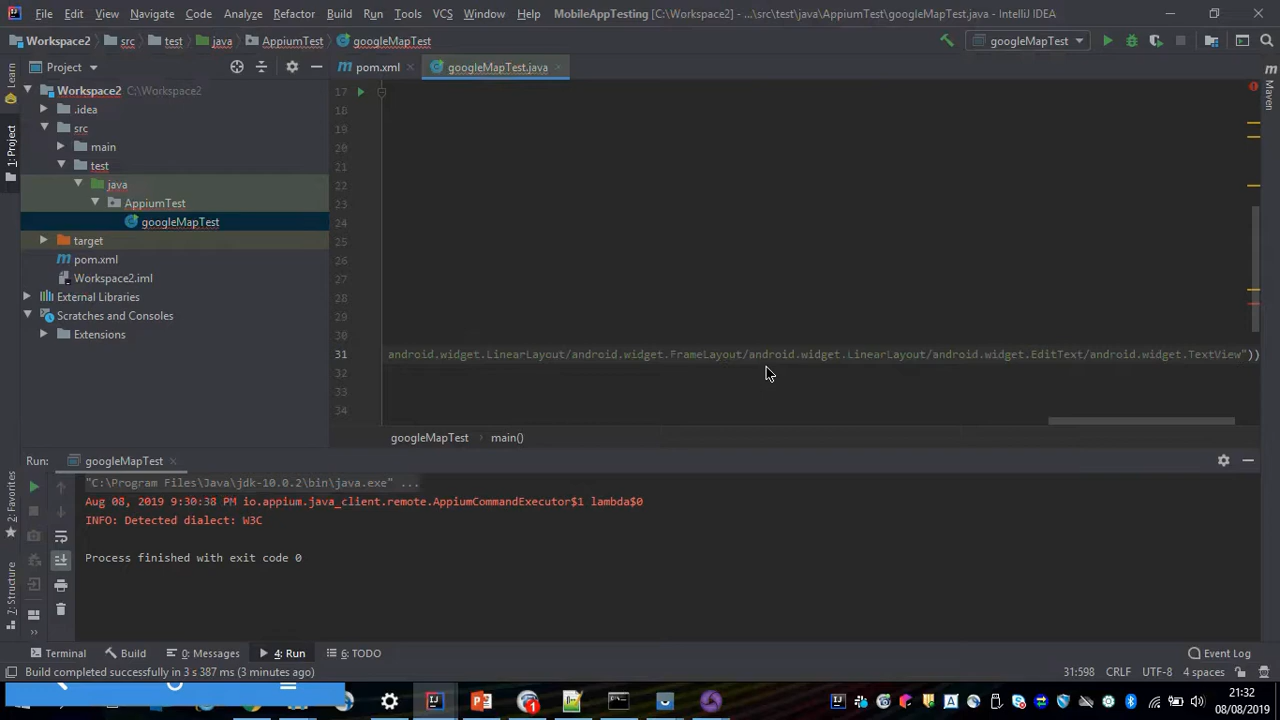 File Edit View Navigate Code Analyze Refactor Build Run Tools VCS Window Help MobileAppTesting [C:\Workspace2] - ...\src\test\java\AppiumTest\googleMapTest.java - IntelliJ IDEA
Workspace2 src test java AppiumTest googleMapTest googleMapTest
Project pom.xml googleMapTest.java
Learn
1: Project
2: Favorites
7: Structure
Maven
Workspace2 C:\Workspace2
.idea
src
main
test
java
AppiumTest
googleMapTest
target
pom.xml
Workspace2.iml
External Libraries
Scratches and Consoles
Extensions
17
18
19
20
21
22
23
24
25
26
27
28
29
30
31 android.widget.LinearLayout/android.widget.FrameLayout/android.widget.LinearLayout/android.widget.EditText/android.widget.TextView"))
32
33
34
googleMapTest main()
Run: googleMapTest
"C:\Program Files\Java\jdk-10.0.2\bin\java.exe" ...
Aug 08, 2019 9:30:38 PM io.appium.java_client.remote.AppiumCommandExecutor$1 lambda$0
INFO: Detected dialect: W3C
Process finished with exit code 0
Terminal Build 0: Messages 4: Run 6: TODO Event Log
Build completed successfully in 3 s 387 ms (3 minutes ago) 31:598 CRLF UTF-8 4 spaces
21:32
08/08/2019